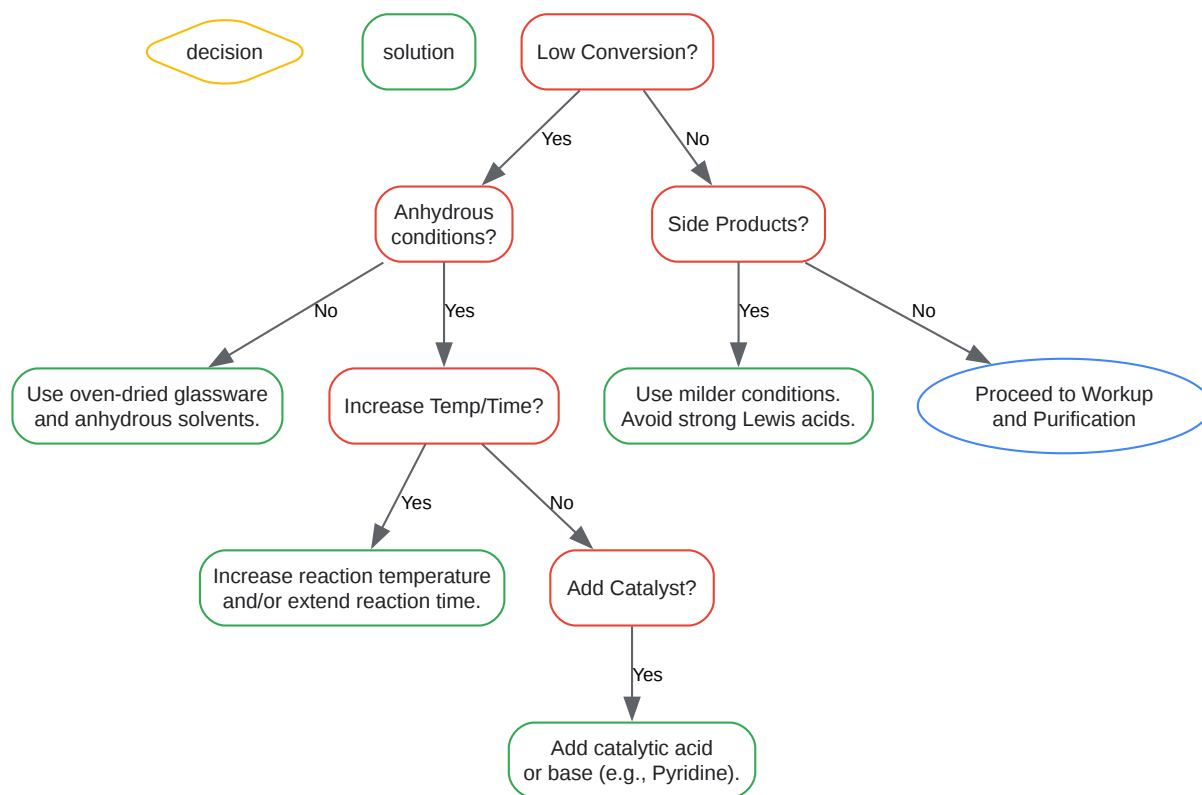 decision
solution
Low Conversion?
Yes
No
Anhydrous
conditions?
Side Products?
No
Yes
Yes
No
Use oven-dried glassware
and anhydrous solvents.
Increase Temp/Time?
Use milder conditions.
Avoid strong Lewis acids.
Proceed to Workup
and Purification
Yes
No
Increase reaction temperature
and/or extend reaction time.
Add Catalyst?
Yes
Add catalytic acid
or base (e.g., Pyridine).